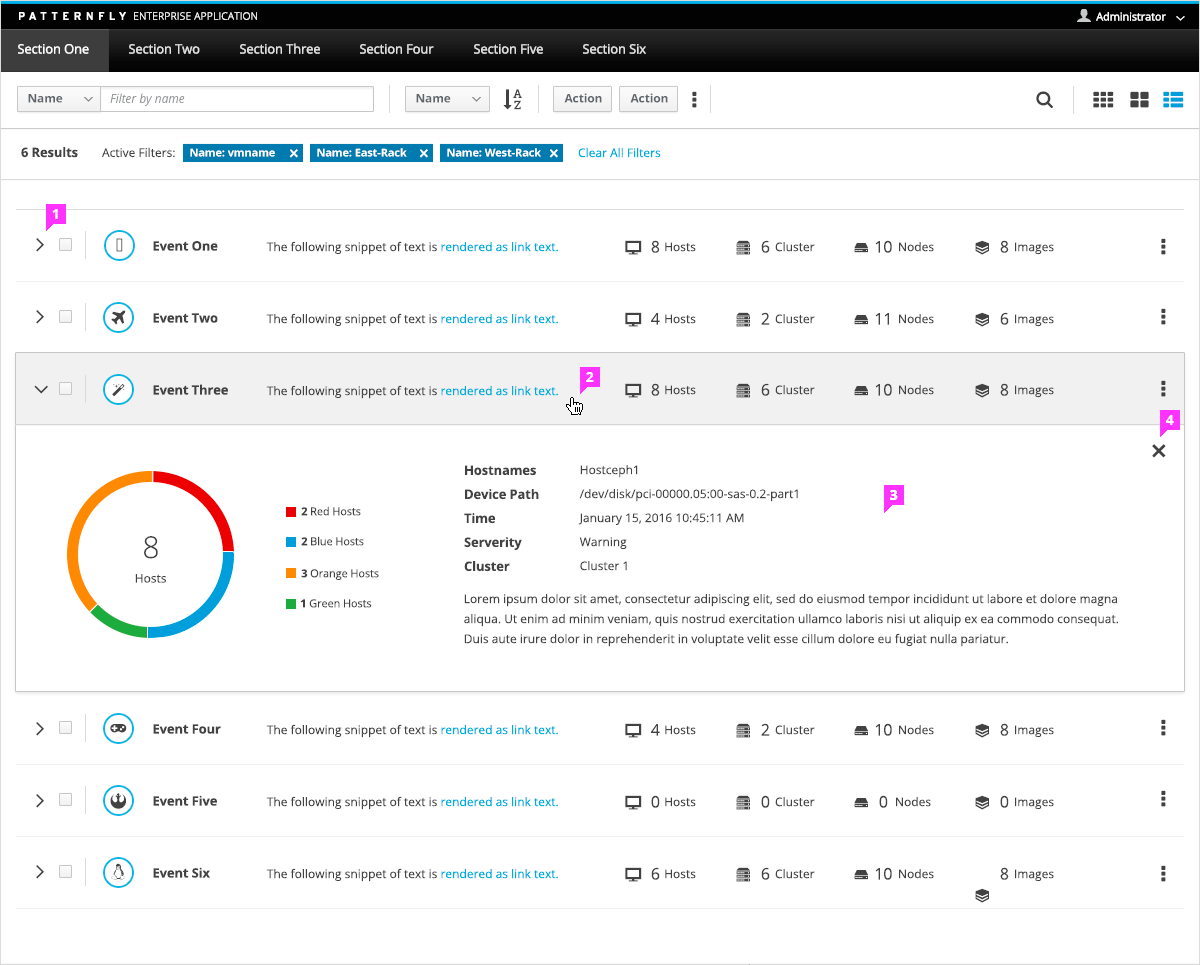 PATTERNFLY ENTERPRISE APPLICATION
Administrator
Section One Section Two Section Three Section Four Section Five Section Six
Name Filter by name Name A Z Action Action
6 Results Active Filters: Name: vmname × Name: East-Rack × Name: West-Rack × Clear All Filters
1
Event One The following snippet of text is rendered as link text. 8 Hosts 6 Cluster 10 Nodes 8 Images
Event Two The following snippet of text is rendered as link text. 4 Hosts 2 Cluster 11 Nodes 6 Images
2
Event Three The following snippet of text is rendered as link text. 8 Hosts 6 Cluster 10 Nodes 8 Images
4
8
Hosts
2 Red Hosts
2 Blue Hosts
3 Orange Hosts
1 Green Hosts
Hostnames Hostceph1
Device Path /dev/disk/pci-00000.05:00-sas-0.2-part1
Time January 15, 2016 10:45:11 AM
Serverity Warning
Cluster Cluster 1
3
Lorem ipsum dolor sit amet, consectetur adipiscing elit, sed do eiusmod tempor incididunt ut labore et dolore magna
aliqua. Ut enim ad minim veniam, quis nostrud exercitation ullamco laboris nisi ut aliquip ex ea commodo consequat.
Duis aute irure dolor in reprehenderit in voluptate velit esse cillum dolore eu fugiat nulla pariatur.
Event Four The following snippet of text is rendered as link text. 4 Hosts 2 Cluster 10 Nodes 8 Images
Event Five The following snippet of text is rendered as link text. 0 Hosts 0 Cluster 0 Nodes 0 Images
Event Six The following snippet of text is rendered as link text. 6 Hosts 6 Cluster 10 Nodes 8 Images